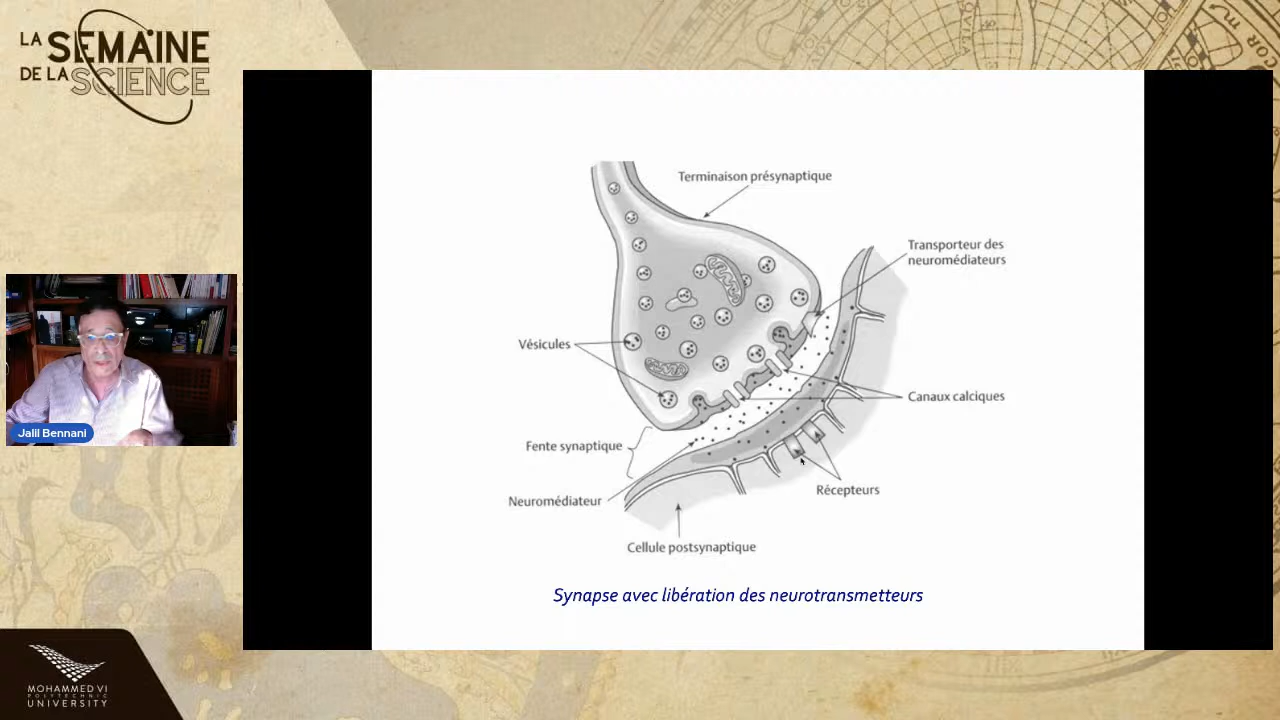 LA SEMAINE
DE LA SCIENCE
Terminaison présynaptique
Transporteur des
neuromédiateurs
Vésicules
Canaux calciques
Fente synaptique
Récepteurs
Neuromédiateur
Cellule postsynaptique
Synapse avec libération des neurotransmetteurs
Jalil Bennani
MOHAMMED VI
POLYTECHNIC
UNIVERSITY